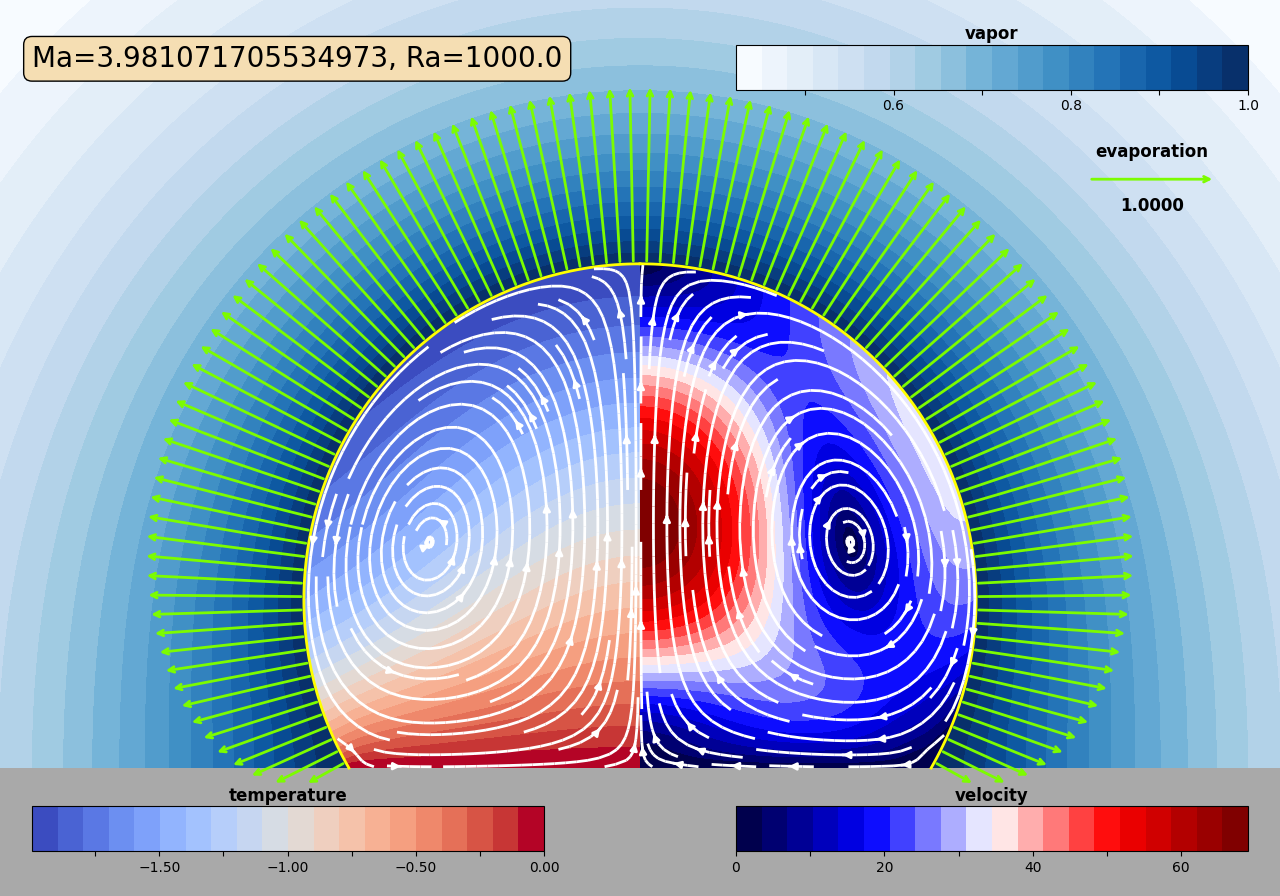 Ma=3.981071705534973, Ra=1000.0
vapor
0.6 0.8 1.0
evaporation
1.0000
temperature
−1.50 −1.00 −0.50 0.00
velocity
0 20 40 60